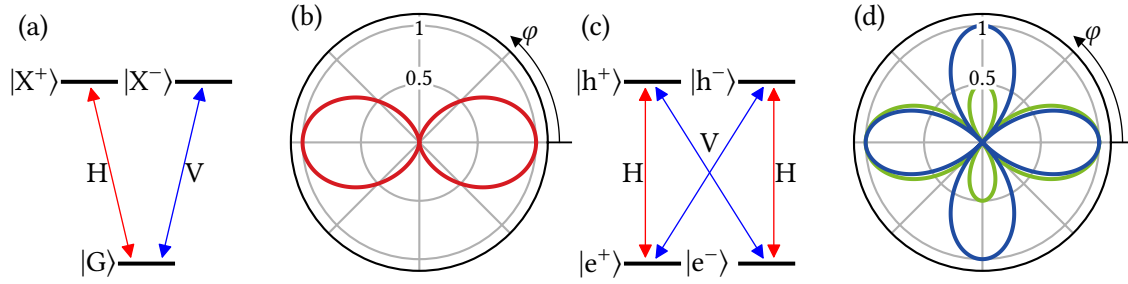 (a)
|X⁺⟩
|X⁻⟩
H
V
|G⟩
(b)
1
0.5
φ
(c)
|h⁺⟩
|h⁻⟩
V
H
H
|e⁺⟩
|e⁻⟩
(d)
1
0.5
φ